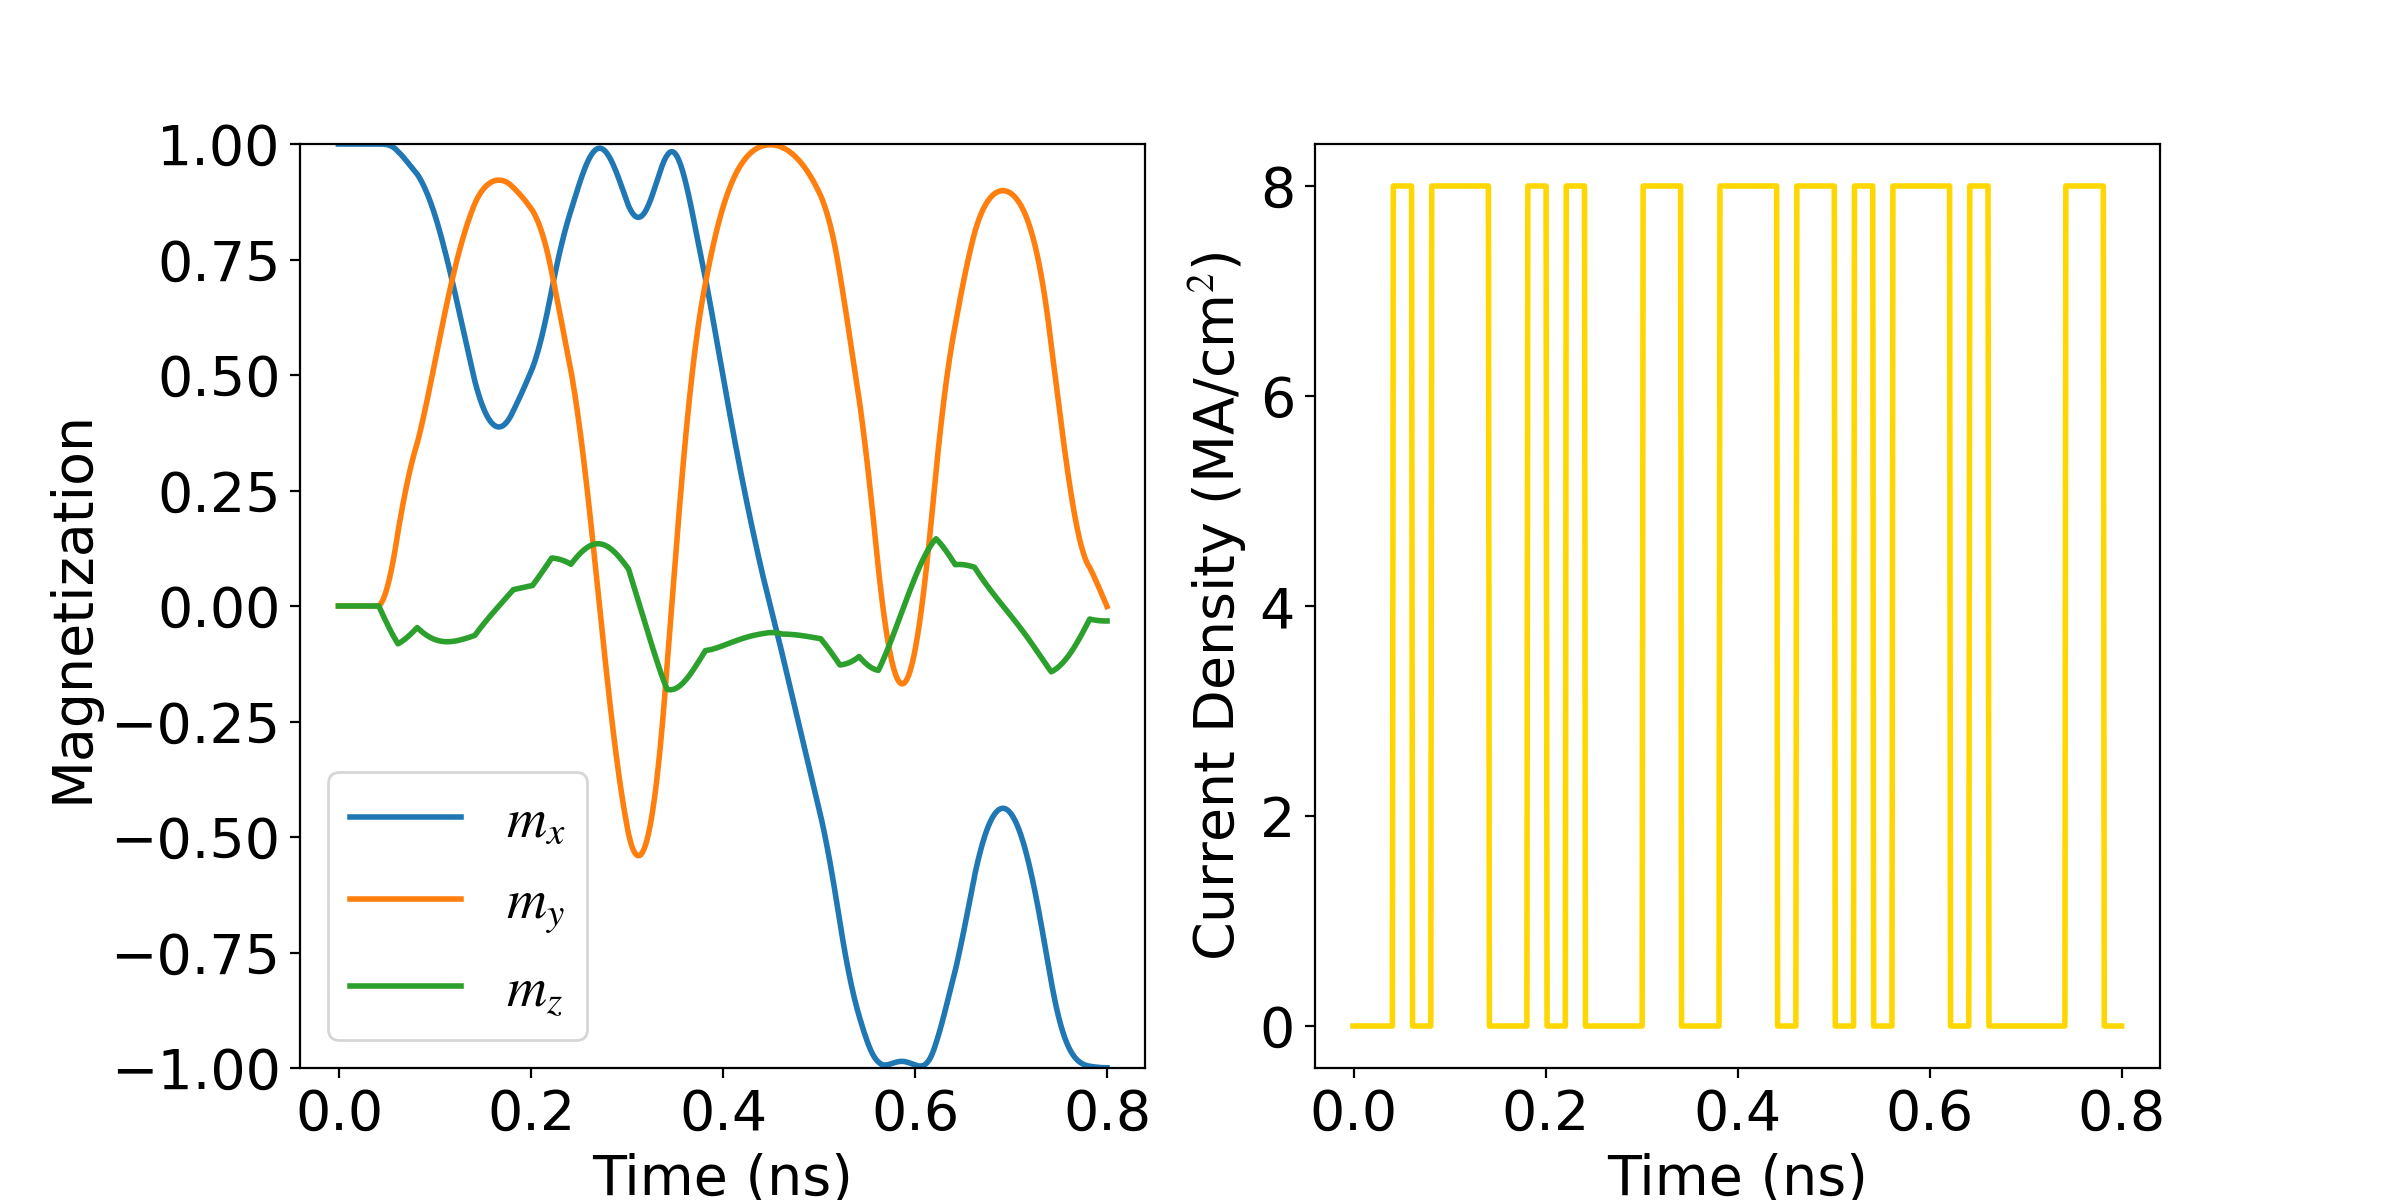 Magnetization
1.00
0.75
0.50
0.25
0.00
−0.25
−0.50
−0.75
−1.00
m_x
m_y
m_z
0.0 0.2 0.4 0.6 0.8
Time (ns)
Current Density (MA/cm²)
8
6
4
2
0
0.0 0.2 0.4 0.6 0.8
Time (ns)